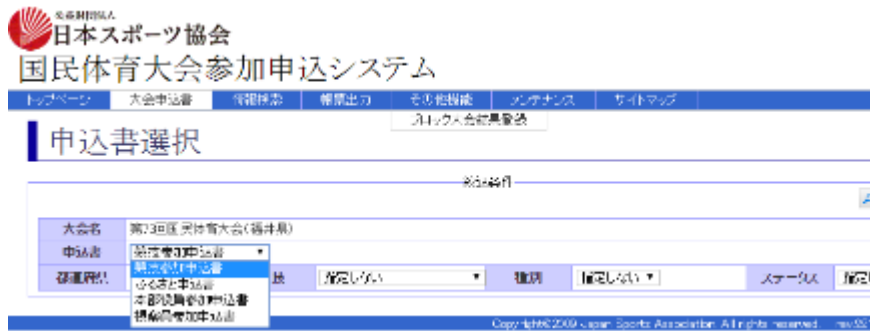 公益財団法人
日本スポーツ協会
国民体育大会参加申込システム
トップページ 大会申込書 情報検索 帳票出力 その他機能 メンテナンス サイトマップ
ブロック大会結果登録
申込書選択
絞込条件
大会名 第73回国民体育大会(福井県)
申込書 競技参加申込書
競技参加申込書
ふるさと申込書
本部役員参加申込書
視察員参加申込書
都道府県 指定しない 種別 指定しない ステータス 指定
Copyright©2009 Japan Sports Association All rights reserved